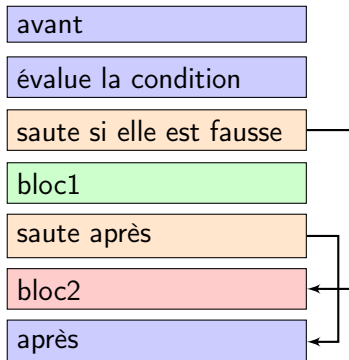 avant
évalue la condition
saute si elle est fausse
bloc1
saute après
bloc2
après